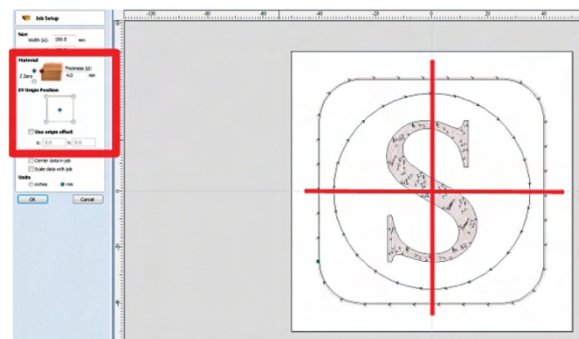 Job Setup
Size
Width (X): 100.0 mm
Material
Thickness (z):
Z Zero 4.0 mm
XY Origin Position
Use origin offset
X: 0.0 Y: 0.0
Center data in job
Scale data with job
Units
inches mm
OK Cancel
S